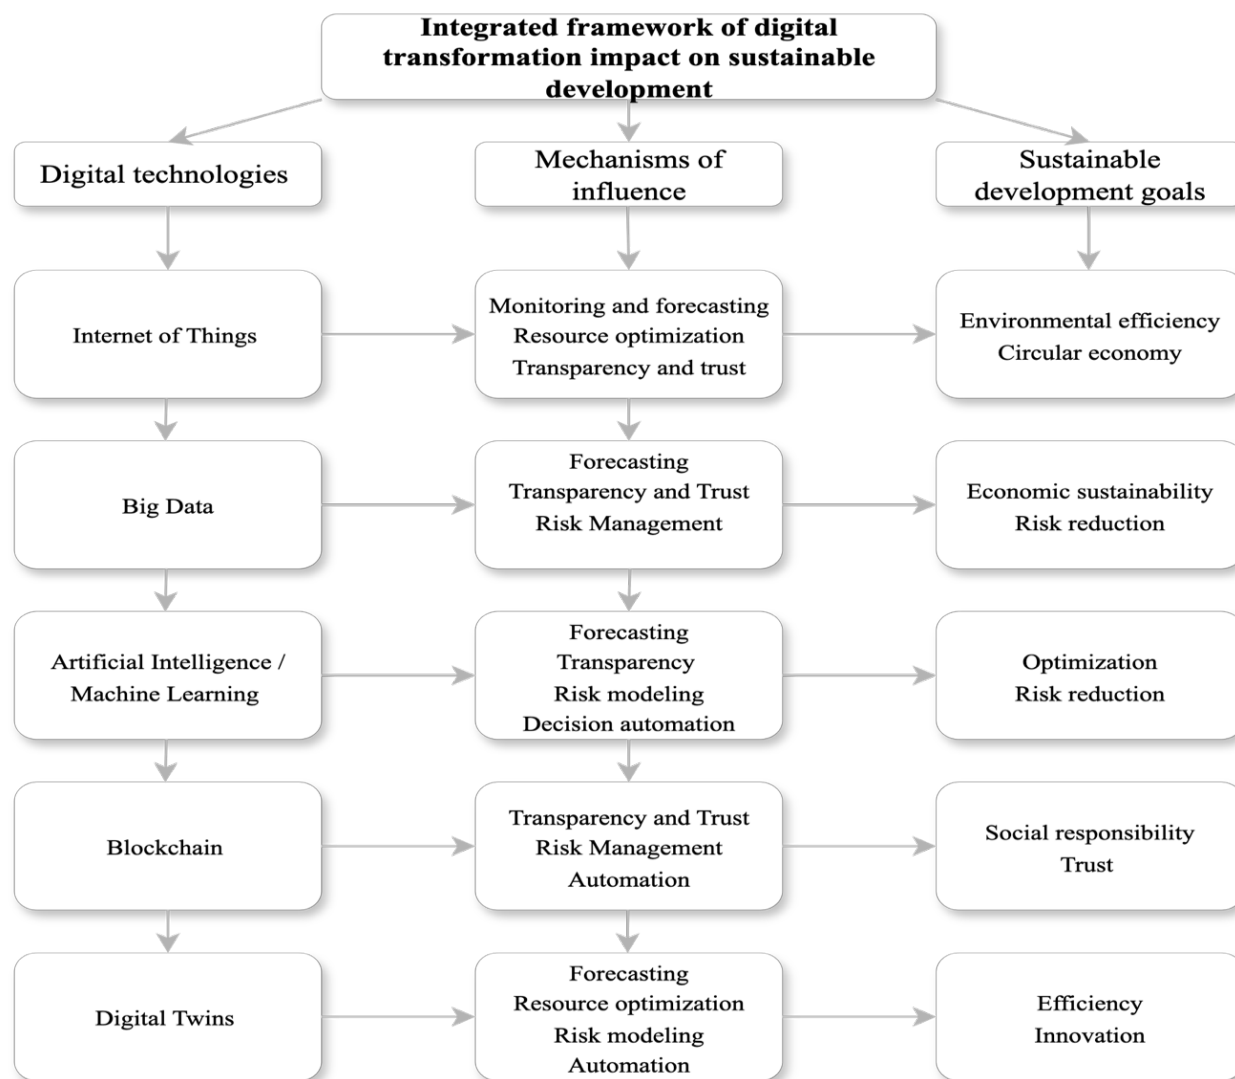 Integrated framework of digital
transformation impact on sustainable
development
Digital technologies
Mechanisms of
influence
Sustainable
development goals
Internet of Things
Monitoring and forecasting
Resource optimization
Transparency and trust
Environmental efficiency
Circular economy
Big Data
Forecasting
Transparency and Trust
Risk Management
Economic sustainability
Risk reduction
Artificial Intelligence /
Machine Learning
Forecasting
Transparency
Risk modeling
Decision automation
Optimization
Risk reduction
Blockchain
Transparency and Trust
Risk Management
Automation
Social responsibility
Trust
Digital Twins
Forecasting
Resource optimization
Risk modeling
Automation
Efficiency
Innovation